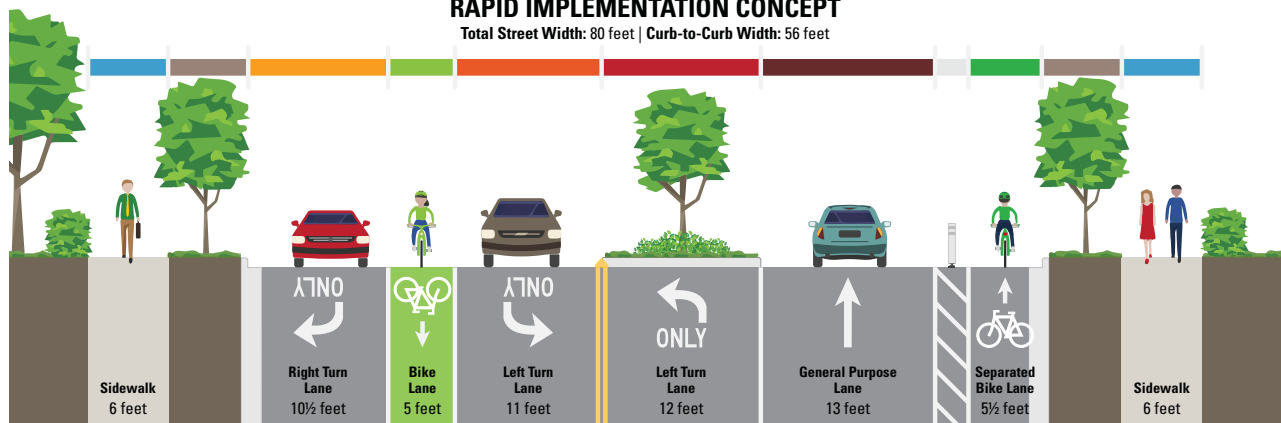 RAPID IMPLEMENTATION CONCEPT
Total Street Width: 80 feet | Curb-to-Curb Width: 56 feet
ONLY
ONLY
ONLY
Sidewalk
6 feet
Right Turn
Lane
10½ feet
Bike
Lane
5 feet
Left Turn
Lane
11 feet
Left Turn
Lane
12 feet
General Purpose
Lane
13 feet
Separated
Bike Lane
5½ feet
Sidewalk
6 feet